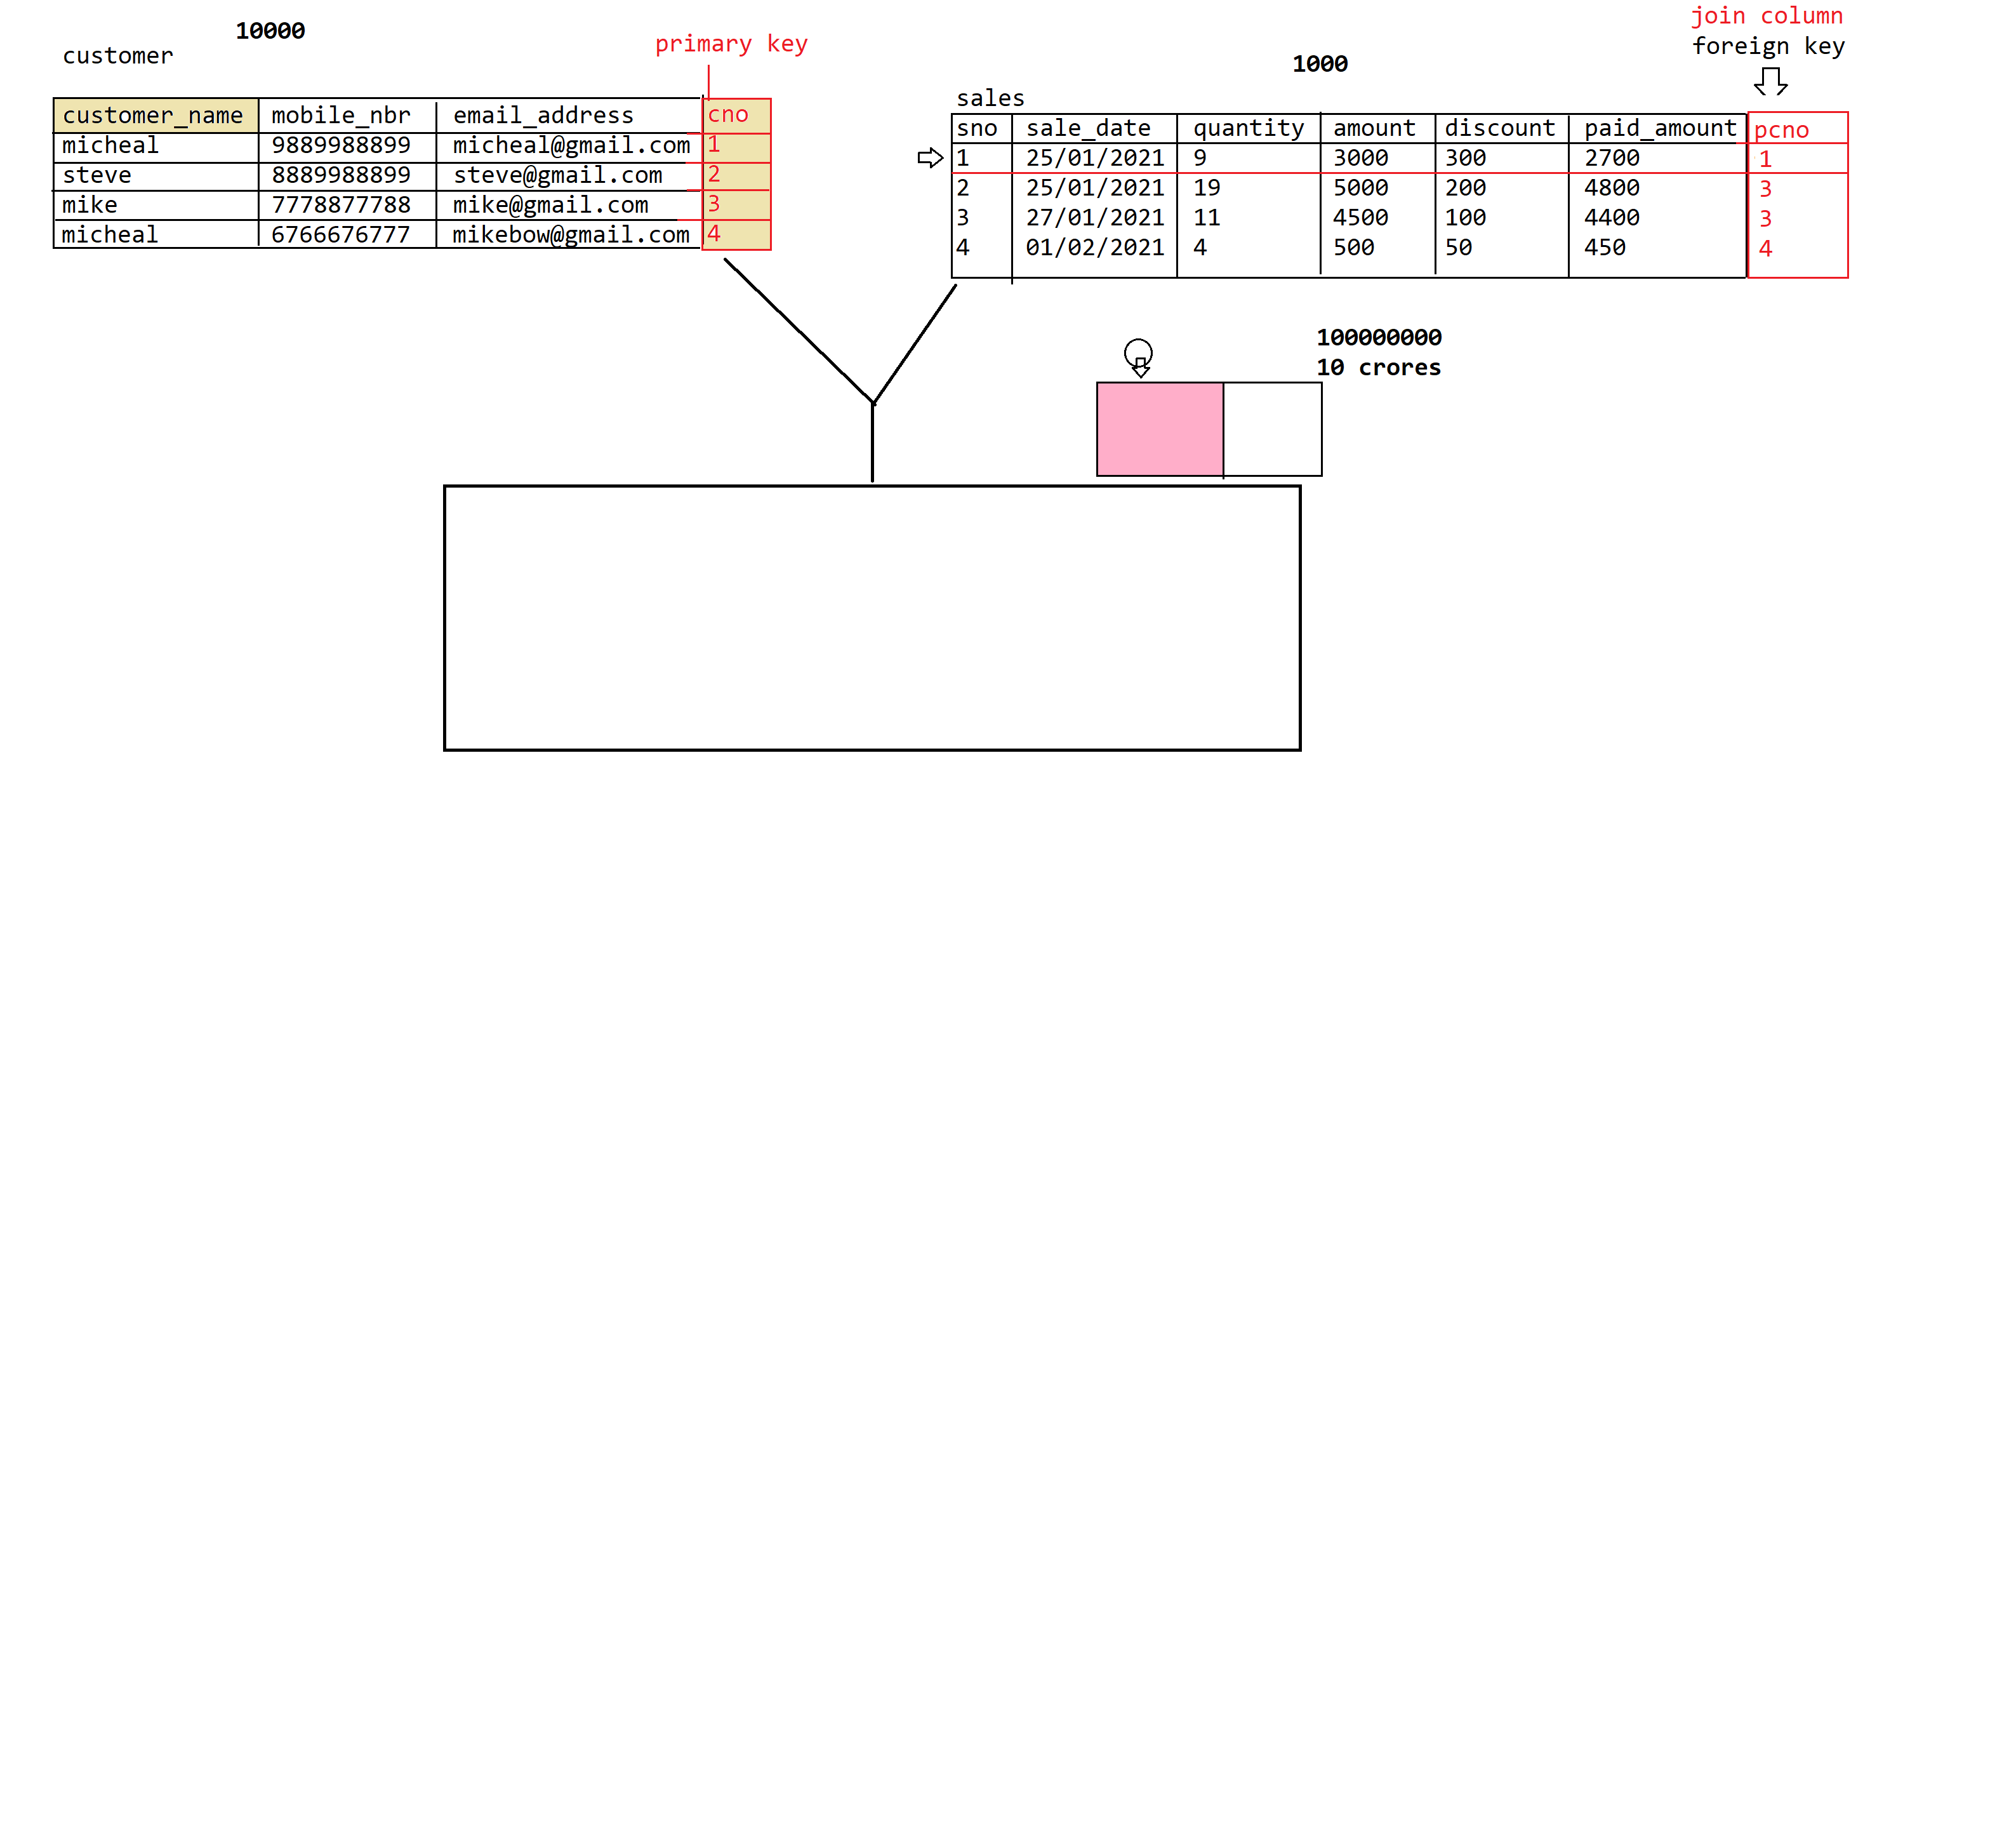 10000
customer
primary key
customer_name mobile_nbr email_address cno
micheal 9889988899 micheal@gmail.com 1
steve 8889988899 steve@gmail.com 2
mike 7778877788 mike@gmail.com 3
micheal 6766676777 mikebow@gmail.com 4
join column
foreign key
1000
sales
sno sale_date quantity amount discount paid_amount pcno
1 25/01/2021 9 3000 300 2700 1
2 25/01/2021 19 5000 200 4800 3
3 27/01/2021 11 4500 100 4400 3
4 01/02/2021 4 500 50 450 4
100000000
10 crores